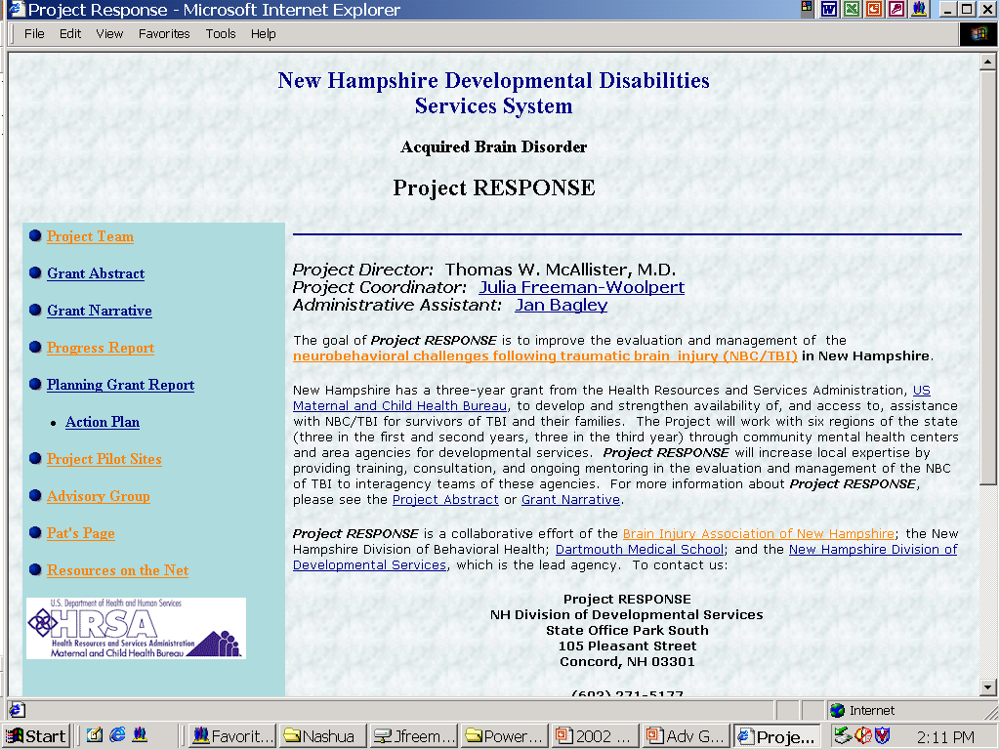 Project Response - Microsoft Internet Explorer
File Edit View Favorites Tools Help
New Hampshire Developmental Disabilities
Services System
Acquired Brain Disorder
Project RESPONSE
Project Team
Grant Abstract
Grant Narrative
Progress Report
Planning Grant Report
Action Plan
Project Pilot Sites
Advisory Group
Pat's Page
Resources on the Net
U.S. Department of Health and Human Services
HRSA
Health Resources and Services Administration
Maternal and Child Health Bureau
Project Director: Thomas W. McAllister, M.D.
Project Coordinator: Julia Freeman-Woolpert
Administrative Assistant: Jan Bagley
The goal of Project RESPONSE is to improve the evaluation and management of the
neurobehavioral challenges following traumatic brain injury (NBC/TBI) in New Hampshire.
New Hampshire has a three-year grant from the Health Resources and Services Administration, US
Maternal and Child Health Bureau, to develop and strengthen availability of, and access to, assistance
with NBC/TBI for survivors of TBI and their families. The Project will work with six regions of the state
(three in the first and second years, three in the third year) through community mental health centers
and area agencies for developmental services. Project RESPONSE will increase local expertise by
providing training, consultation, and ongoing mentoring in the evaluation and management of the NBC
of TBI to interagency teams of these agencies. For more information about Project RESPONSE,
please see the Project Abstract or Grant Narrative.
Project RESPONSE is a collaborative effort of the Brain Injury Association of New Hampshire; the New
Hampshire Division of Behavioral Health; Dartmouth Medical School; and the New Hampshire Division of
Developmental Services, which is the lead agency. To contact us:
Project RESPONSE
NH Division of Developmental Services
State Office Park South
105 Pleasant Street
Concord, NH 03301
(603) 271-5177
Internet
Start Favorit... Nashua Jfreem... Power... 2002 ... Adv G... Proje... 2:11 PM